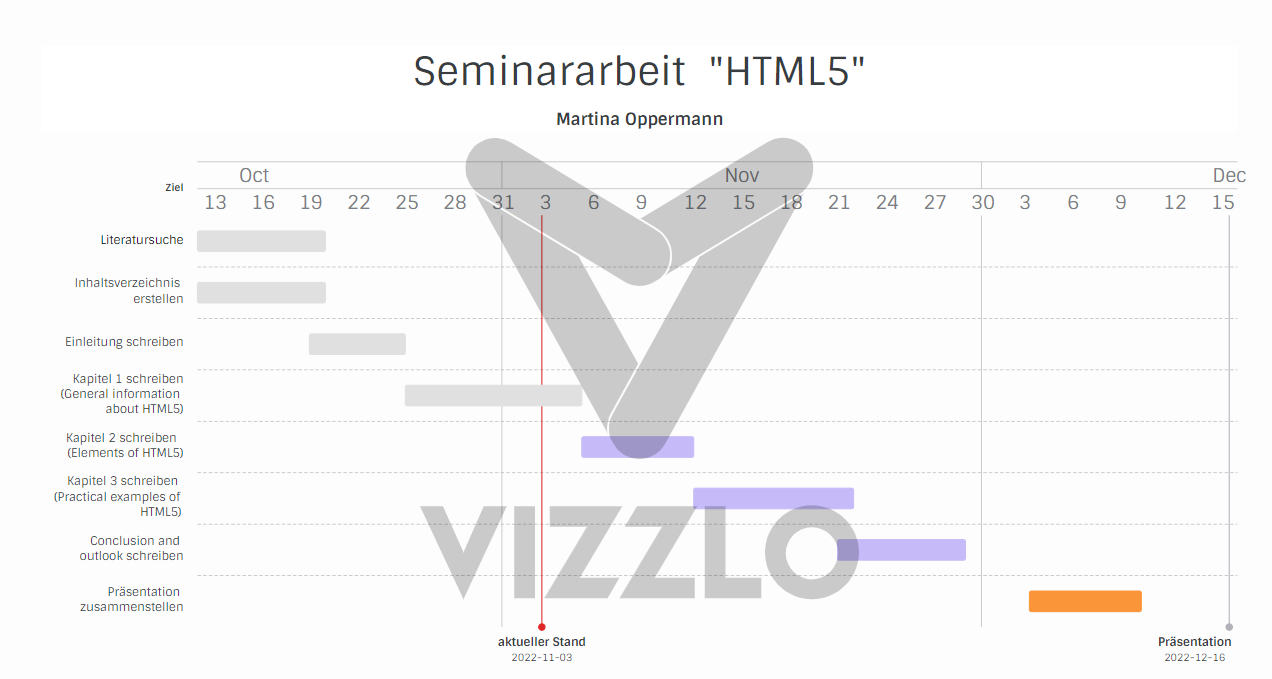 Seminararbeit "HTML5"
Martina Oppermann
Oct Nov Dec
Ziel
13 16 19 22 25 28 31 3 6 9 12 15 18 21 24 27 30 3 6 9 12 15
Literatursuche
Inhaltsverzeichnis
erstellen
Einleitung schreiben
Kapitel 1 schreiben
(General information
about HTML5)
Kapitel 2 schreiben
(Elements of HTML5)
Kapitel 3 schreiben
(Practical examples of
HTML5)
VIZZLO
Conclusion and
outlook schreiben
Präsentation
zusammenstellen
aktueller Stand Präsentation
2022-11-03 2022-12-16